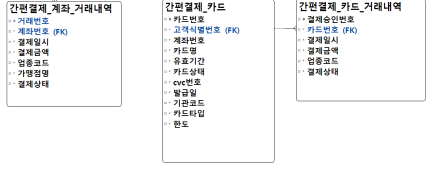 간편결제_계좌_거래내역
거래번호
계좌번호 (FK)
결제일시
결제금액
업종코드
가맹점명
결제상태
간편결제_카드
카드번호
고객식별번호 (FK)
계좌번호
카드명
유효기간
카드상태
cvc번호
발급일
기관코드
카드타입
한도
간편결제_카드_거래내역
결제승인번호
카드번호 (FK)
결제일시
결제금액
업종코드
결제상태